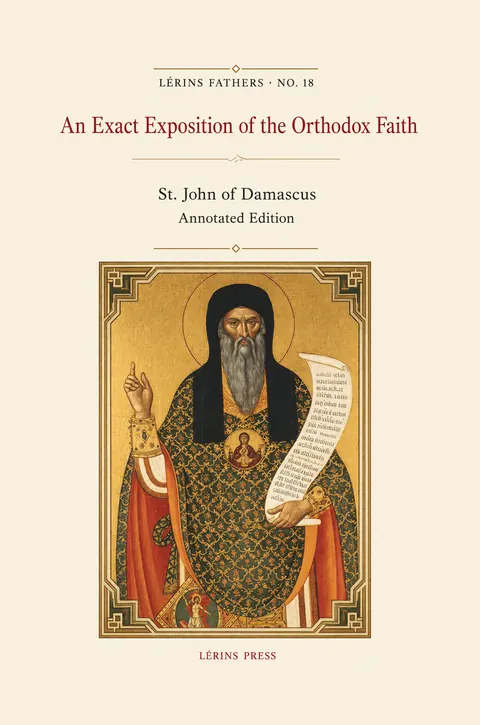 LÉRINS FATHERS · NO. 18
An Exact Exposition of the Orthodox Faith
St. John of Damascus
Annotated Edition
LÉRINS PRESS